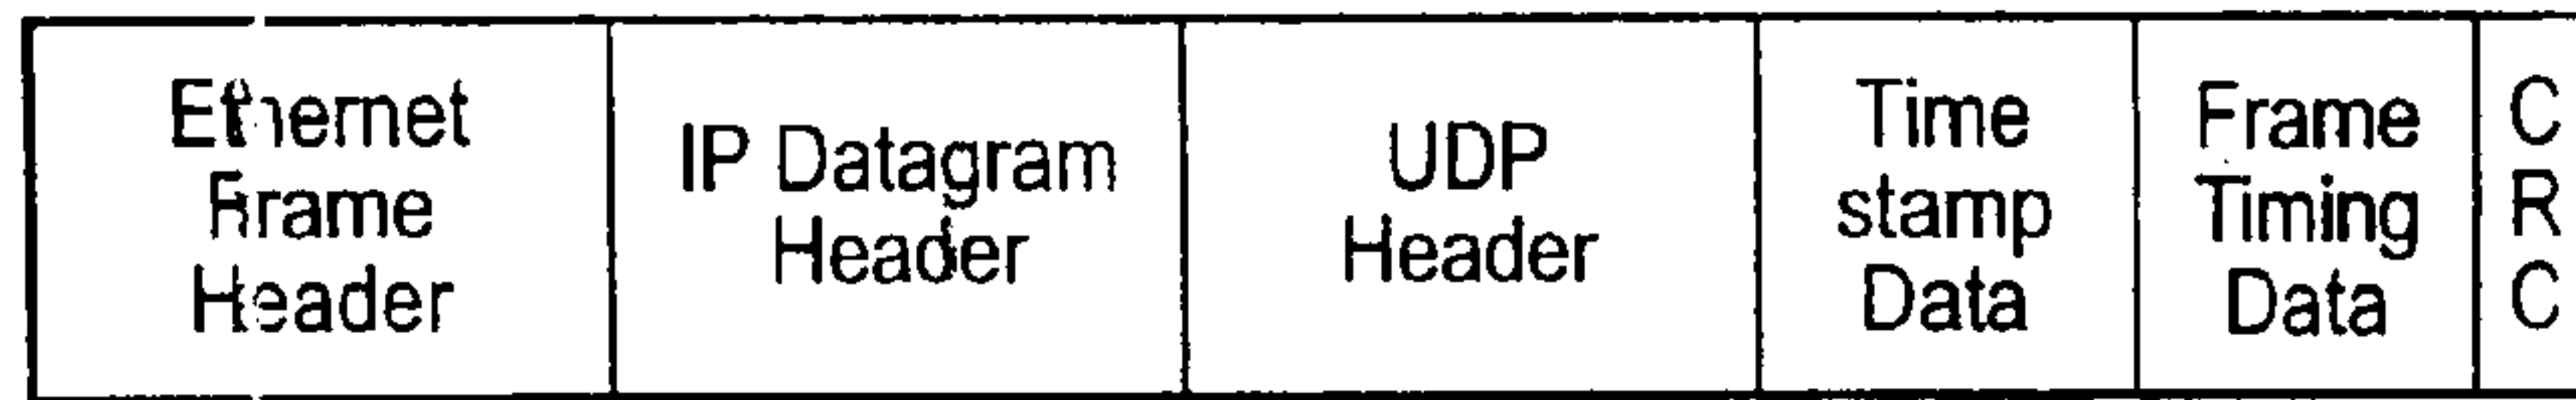 Ethernet
Frame
Header
IP Datagram
Header
UDP
Header
Time
stamp
Data
Frame
Timing
Data
C
R
C